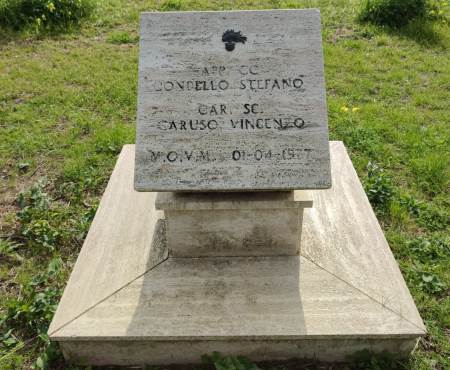 APP. CC.
CONDELLO STEFANO
CAR. SC.
CARUSO VINCENZO
M.O.V.M. 01-04-1977